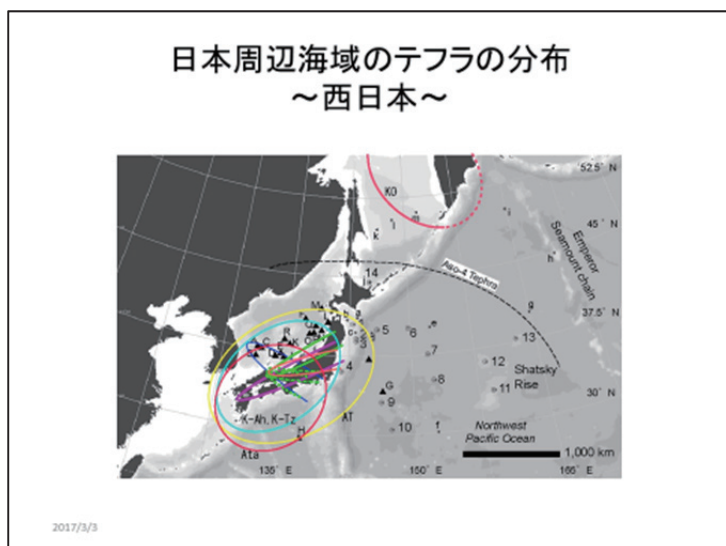 日本周辺海域のテフラの分布
～西日本～
52.5° N
KO
m
i
l
k
45° N
h
Emperor
Seamount chain
Aso-4 Tephra
14
j
g
M
a
37.5° N
5
6
e
13
c
R
K
C
7
12
Shatsky
Rise
4
8
11
30° N
G
9
K-Ah, K-Tz
AT
H
10
f
Northwest
Pacific Ocean
Ata
1,000 km
135° E
150° E
165° E
2017/3/3